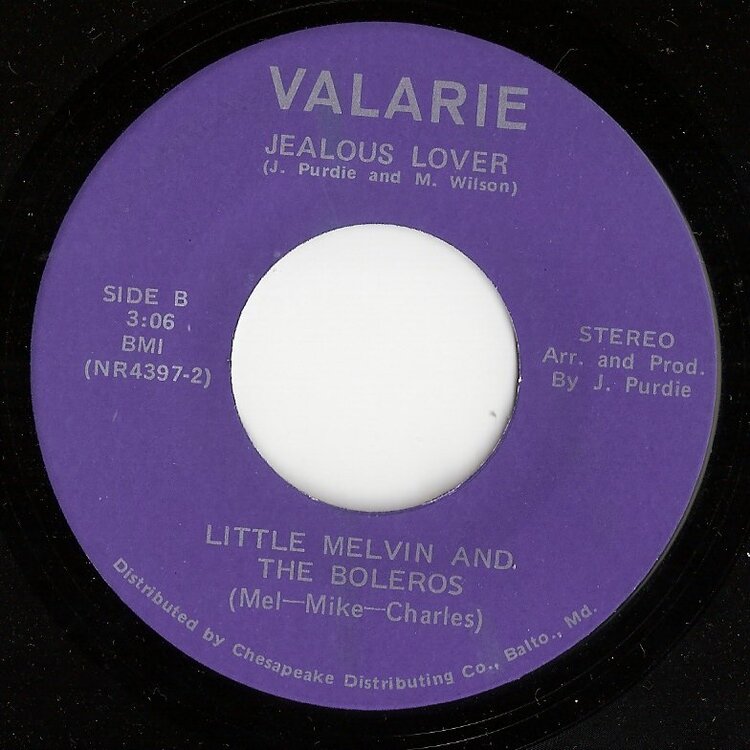 VALARIE
JEALOUS LOVER
(J. Purdie and M. Wilson)
SIDE B
3:06
BMI
(NR4397-2)
STEREO
Arr. and Prod.
By J. Purdie
LITTLE MELVIN AND
THE BOLEROS
(Mel—Mike—Charles)
Distributed by Chesapeake Distributing Co., Balto., Md.